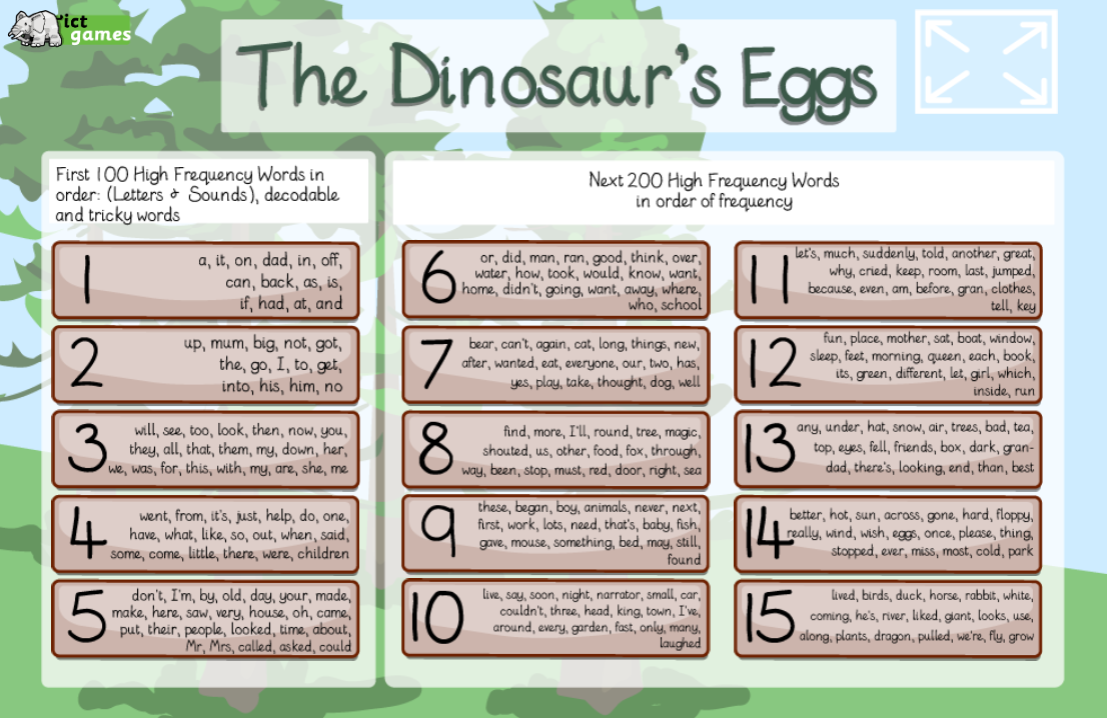 ict
games
The Dinosaur's Eggs
First 100 High Frequency Words in
order: (Letters & Sounds), decodable
and tricky words
1
a, it, on, dad, in, off,
can, back, as, is,
if, had, at, and
2
up, mum, big, not, got,
the, go, I, to, get,
into, his, him, no
3
will, see, too, look, then, now, you,
they, all, that, them, my, down, her,
we, was, for, this, with, my, are, she, me
4
went, from, it's, just, help, do, one,
have, what, like, so, out, when, said,
some, come, little, there, were, children
5
don't, I'm, by, old, day, your, made,
make, here, saw, very, house, oh, came,
put, their, people, looked, time, about,
Mr, Mrs, called, asked, could
Next 200 High Frequency Words
in order of frequency
6
or, did, man, ran, good, think, over,
water, how, took, would, know, want,
home, didn't, going, want, away, where,
who, school
7
bear, can't, again, cat, long, things, new,
after, wanted, eat, everyone, our, two, has,
yes, play, take, thought, dog, well
8
find, more, I'll, round, tree, magic,
shouted, us, other, food, fox, through,
way, been, stop, must, red, door, right, sea
9
these, began, boy, animals, never, next,
first, work, lots, need, that's, baby, fish,
gave, mouse, something, bed, may, still,
found
10
live, say, soon, night, narrator, small, car,
couldn't, three, head, king, town, I've,
around, every, garden, fast, only, many,
laughed
11
let's, much, suddenly, told, another, great,
why, cried, keep, room, last, jumped,
because, even, am, before, gran, clothes,
tell, key
12
fun, place, mother, sat, boat, window,
sleep, feet, morning, queen, each, book,
its, green, different, let, girl, which,
inside, run
13
any, under, hat, snow, air, trees, bad, tea,
top, eyes, fell, friends, box, dark, gran-
dad, there's, looking, end, than, best
14
better, hot, sun, across, gone, hard, floppy,
really, wind, wish, eggs, once, please, thing,
stopped, ever, miss, most, cold, park
15
lived, birds, duck, horse, rabbit, white,
coming, he's, river, liked, giant, looks, use,
along, plants, dragon, pulled, we're, fly, grow